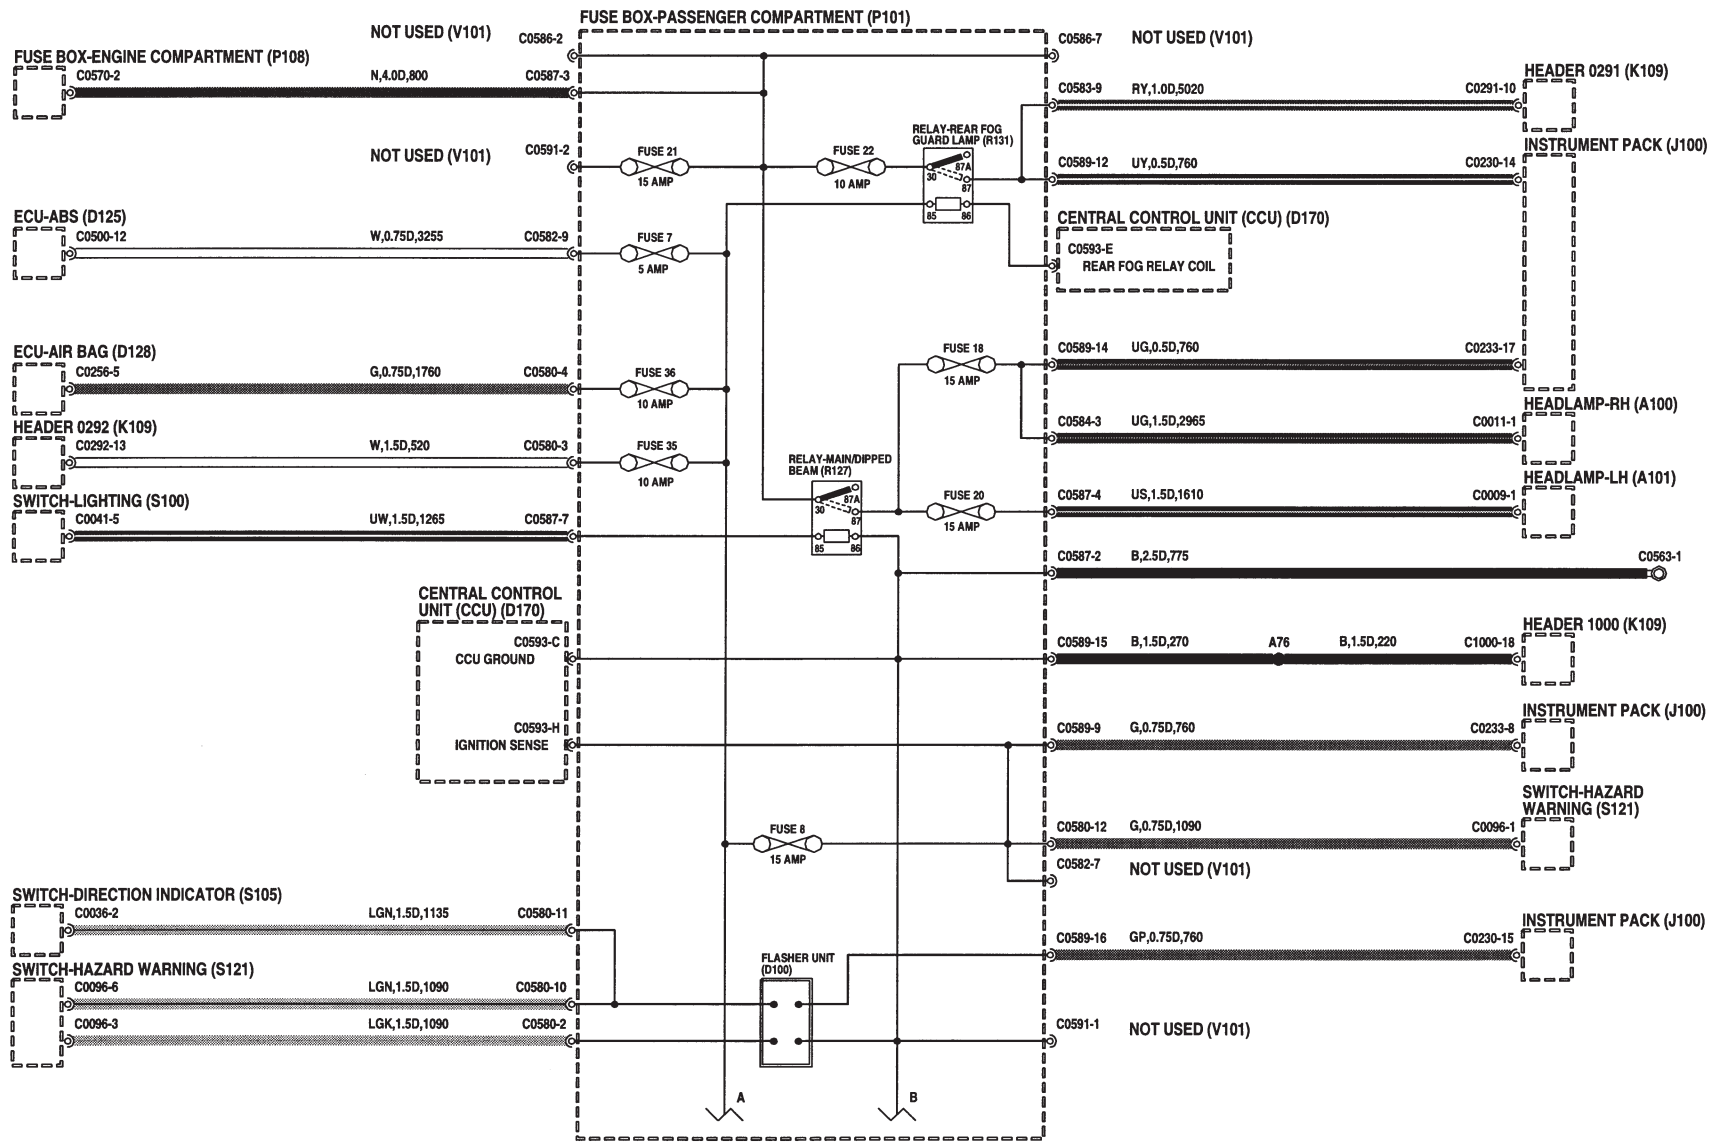 FUSE BOX-PASSENGER COMPARTMENT (P101)
NOT USED (V101)
C0586-2
C0586-7
NOT USED (V101)
FUSE BOX-ENGINE COMPARTMENT (P108)
C0570-2
N,4.0D,800
C0587-3
HEADER 0291 (K109)
C0583-9
RY,1.0D,5020
C0291-10
RELAY-REAR FOG
GUARD LAMP (R131)
87A
30
87
85
86
NOT USED (V101)
C0591-2
FUSE 21
15 AMP
FUSE 22
10 AMP
INSTRUMENT PACK (J100)
C0589-12
UY,0.5D,760
C0230-14
ECU-ABS (D125)
C0500-12
W,0.75D,3255
C0582-9
FUSE 7
5 AMP
CENTRAL CONTROL UNIT (CCU) (D170)
C0593-E
REAR FOG RELAY COIL
ECU-AIR BAG (D128)
C0256-5
G,0.75D,1760
C0580-4
FUSE 36
10 AMP
FUSE 18
15 AMP
C0589-14
UG,0.5D,760
C0233-17
HEADER 0292 (K109)
C0292-13
W,1.5D,520
C0580-3
FUSE 35
10 AMP
HEADLAMP-RH (A100)
C0584-3
UG,1.5D,2965
C0011-1
RELAY-MAIN/DIPPED
BEAM (R127)
87A
30
87
85
86
HEADLAMP-LH (A101)
FUSE 20
15 AMP
C0587-4
US,1.5D,1610
C0009-1
SWITCH-LIGHTING (S100)
C0041-5
UW,1.5D,1265
C0587-7
C0587-2
B,2.5D,775
C0563-1
CENTRAL CONTROL
UNIT (CCU) (D170)
C0593-C
CCU GROUND
HEADER 1000 (K109)
C0589-15
B,1.5D,270
A76
B,1.5D,220
C1000-18
C0593-H
IGNITION SENSE
INSTRUMENT PACK (J100)
C0589-9
G,0.75D,760
C0233-8
SWITCH-HAZARD
WARNING (S121)
FUSE 8
15 AMP
C0580-12
G,0.75D,1090
C0096-1
C0582-7
NOT USED (V101)
SWITCH-DIRECTION INDICATOR (S105)
C0036-2
LGN,1.5D,1135
C0580-11
INSTRUMENT PACK (J100)
C0589-16
GP,0.75D,760
C0230-15
FLASHER UNIT
(D100)
SWITCH-HAZARD WARNING (S121)
C0096-6
LGN,1.5D,1090
C0580-10
C0096-3
LGK,1.5D,1090
C0580-2
C0591-1
NOT USED (V101)
A
B